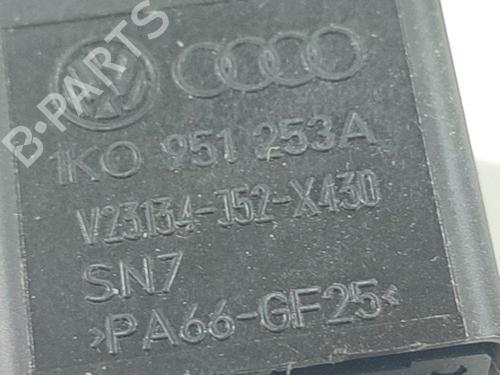 B-PARTS
1K0 951 253A
V23134-J52-X430
SN7
>PA66-GF25<